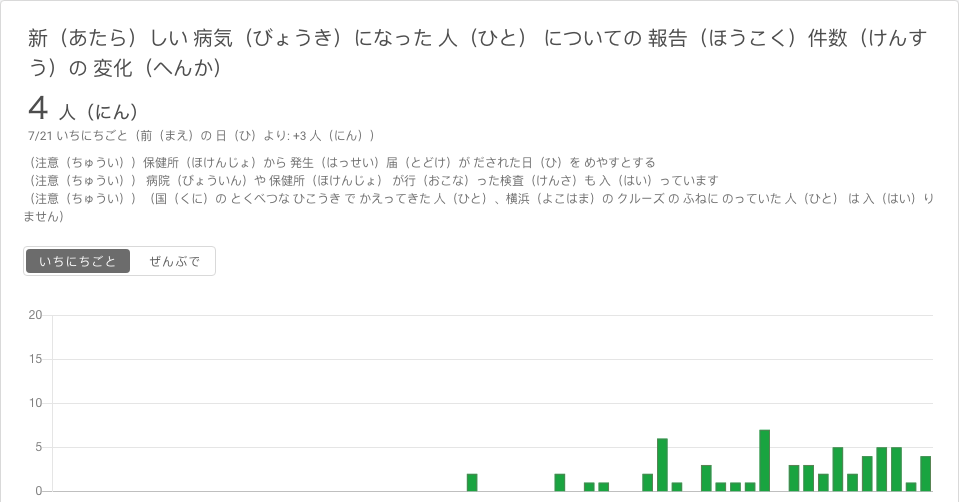 新（あたら）しい 病気（びょうき）になった 人（ひと） についての 報告（ほうこく）件数（けんす
う）の 変化（へんか）
4 人（にん）
7/21 いちにちごと（前（まえ）の 日（ひ）より: +3 人（にん））
（注意（ちゅうい））保健所（ほけんじょ）から 発生（はっせい）届（とどけ）が だされた日（ひ）を めやすとする
（注意（ちゅうい）） 病院（びょういん）や 保健所（ほけんじょ） が行（おこな）った検査（けんさ）も 入（はい）っています
（注意（ちゅうい））（国（くに）の とくべつな ひこうき で かえってきた 人（ひと）、横浜（よこはま）の クルーズ の ふねに のっていた 人（ひと） は 入（はい）り
ません）
いちにちごと ぜんぶで
20
15
10
5
0